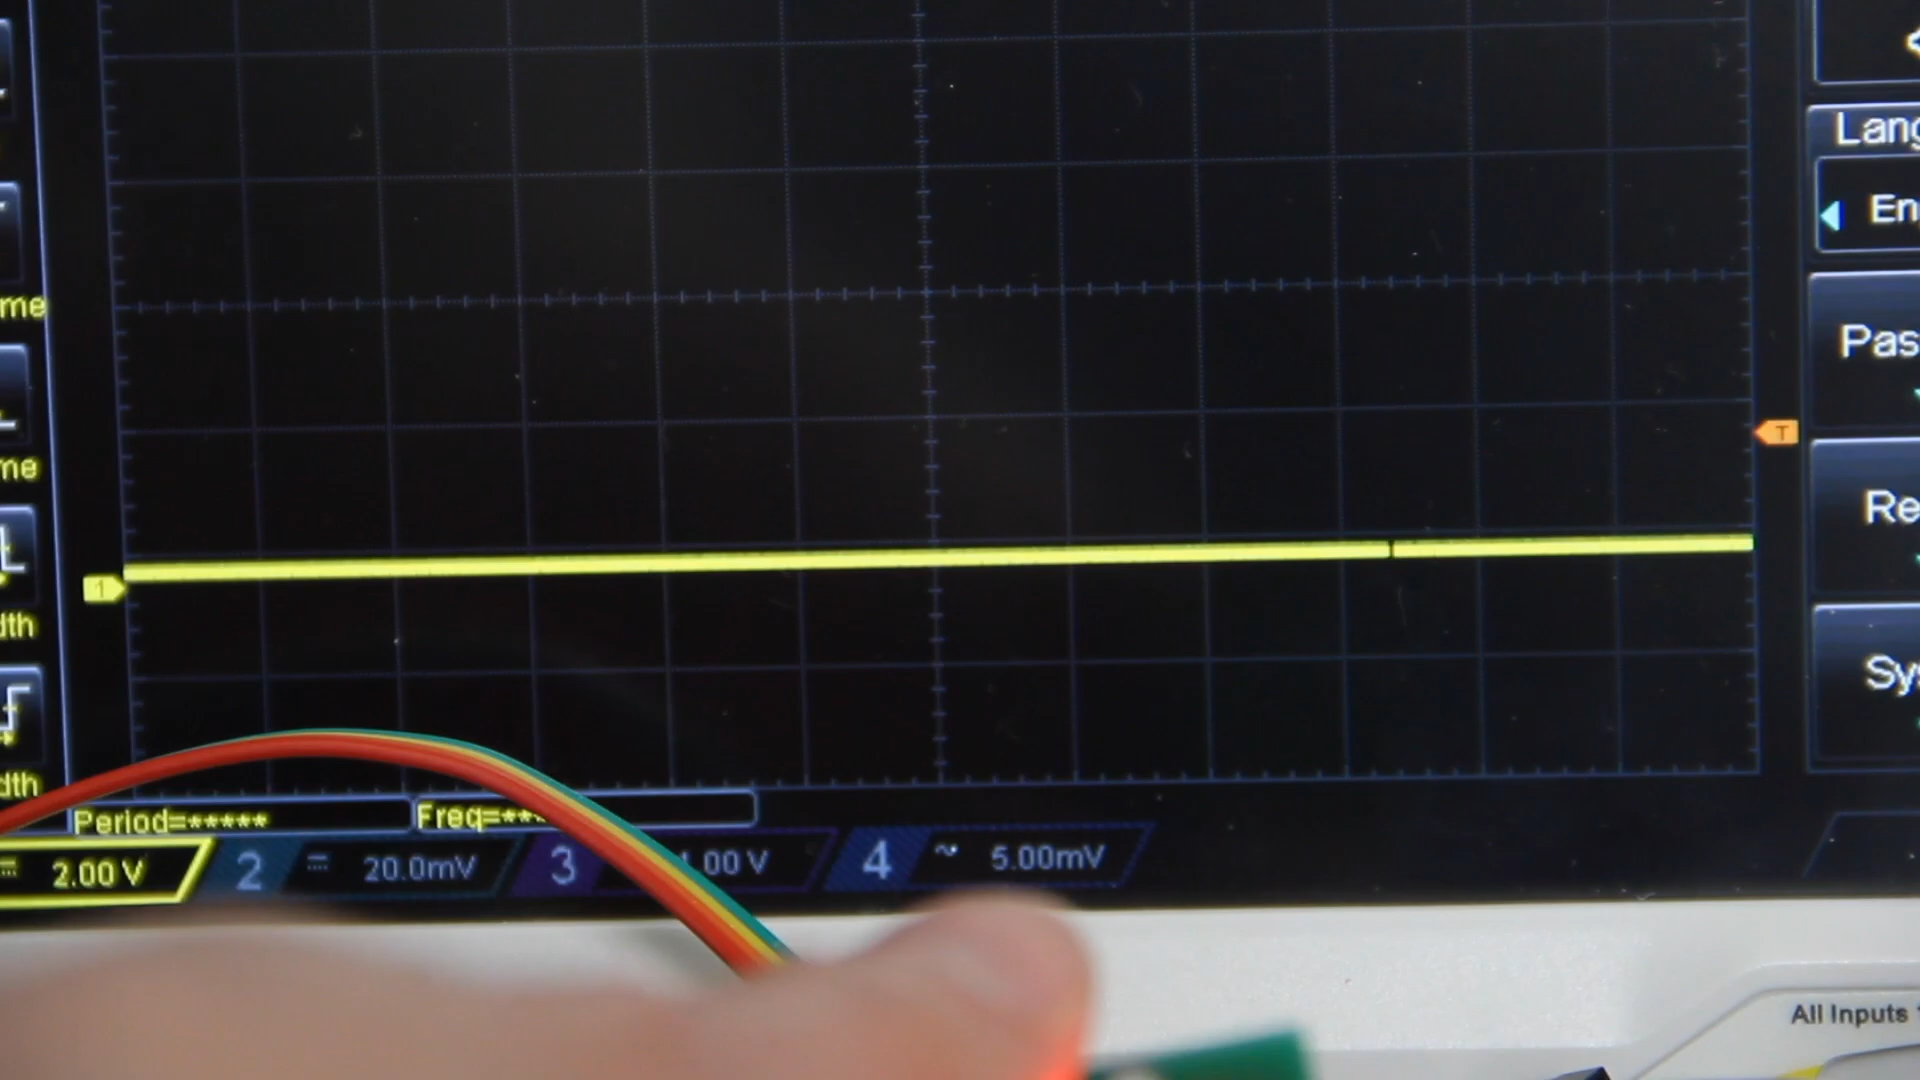 Lang
En
me
Pas
T
me
Re
1
dth
Sys
dth
Period=***** Freq=***
2.00 V 2 20.0mV 3 .00 V 4 5.00mV
All Inputs